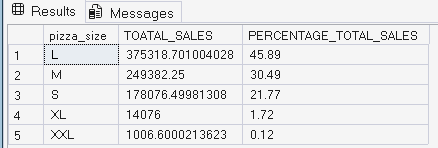 Results Messages
pizza_size TOATAL_SALES PERCENTAGE_TOTAL_SALES
1 L 375318.701004028 45.89
2 M 249382.25 30.49
3 S 178076.49981308 21.77
4 XL 14076 1.72
5 XXL 1006.6000213623 0.12